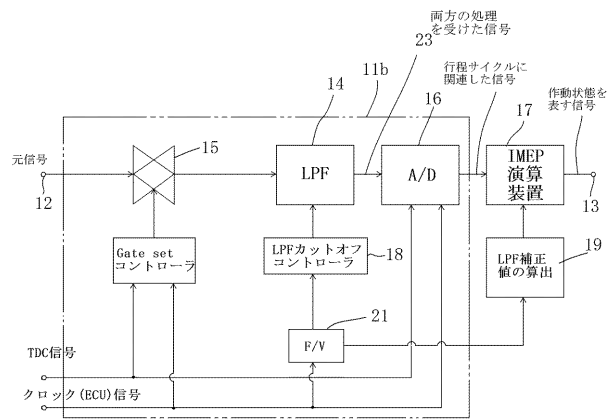 両方の処理
を受けた信号
23
行程サイクルに
関連した信号
作動状態を
表す信号
11b
14
16
17
15
元信号
12
LPF
A/D
IMEP
演算
装置
13
Gate set
コントローラ
LPFカットオフ
コントローラ
18
LPF補正
値の算出
19
21
F/V
TDC信号
クロック(ECU)信号